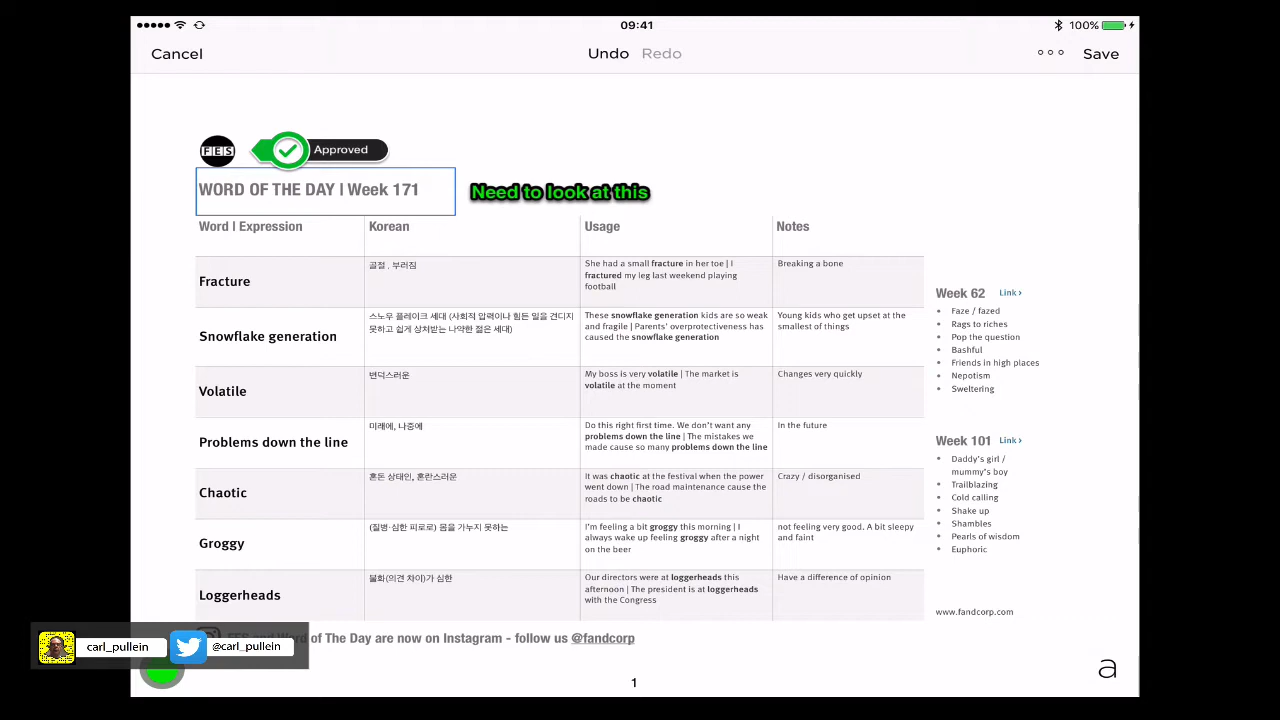 09:41
100%
Cancel
Undo Redo
Save
FES
Approved
WORD OF THE DAY | Week 171
Need to look at this
Word | Expression
Korean
Usage
Notes
Fracture
골절 , 부러짐
She had a small fracture in her toe | I
fractured my leg last weekend playing
football
Breaking a bone
Snowflake generation
스노우 플레이크 세대 (사회적 압력이나 힘든 일을 견디지
못하고 쉽게 상처받는 나약한 젊은 세대)
These snowflake generation kids are so weak
and fragile | Parents' overprotectiveness has
caused the snowflake generation
Young kids who get upset at the
smallest of things
Volatile
변덕스러운
My boss is very volatile | The market is
volatile at the moment
Changes very quickly
Problems down the line
미래에, 나중에
Do this right first time. We don't want any
problems down the line | The mistakes we
made cause so many problems down the line
In the future
Chaotic
혼돈 상태인, 혼란스러운
It was chaotic at the festival when the power
went down | The road maintenance cause the
roads to be chaotic
Crazy / disorganised
Groggy
(질병·심한 피로로) 몸을 가누지 못하는
I'm feeling a bit groggy this morning | I
always wake up feeling groggy after a night
on the beer
not feeling very good. A bit sleepy
and faint
Loggerheads
불화(의견 차이)가 심한
Our directors were at loggerheads this
afternoon | The president is at loggerheads
with the Congress
Have a difference of opinion
Week 62 Link ›
• Faze / fazed
• Rags to riches
• Pop the question
• Bashful
• Friends in high places
• Nepotism
• Sweltering
Week 101 Link ›
• Daddy's girl /
mummy's boy
• Trailblazing
• Cold calling
• Shake up
• Shambles
• Pearls of wisdom
• Euphoric
www.fandcorp.com
FES and Word of The Day are now on Instagram - follow us @fandcorp
carl_pullein
@carl_pullein
1
a